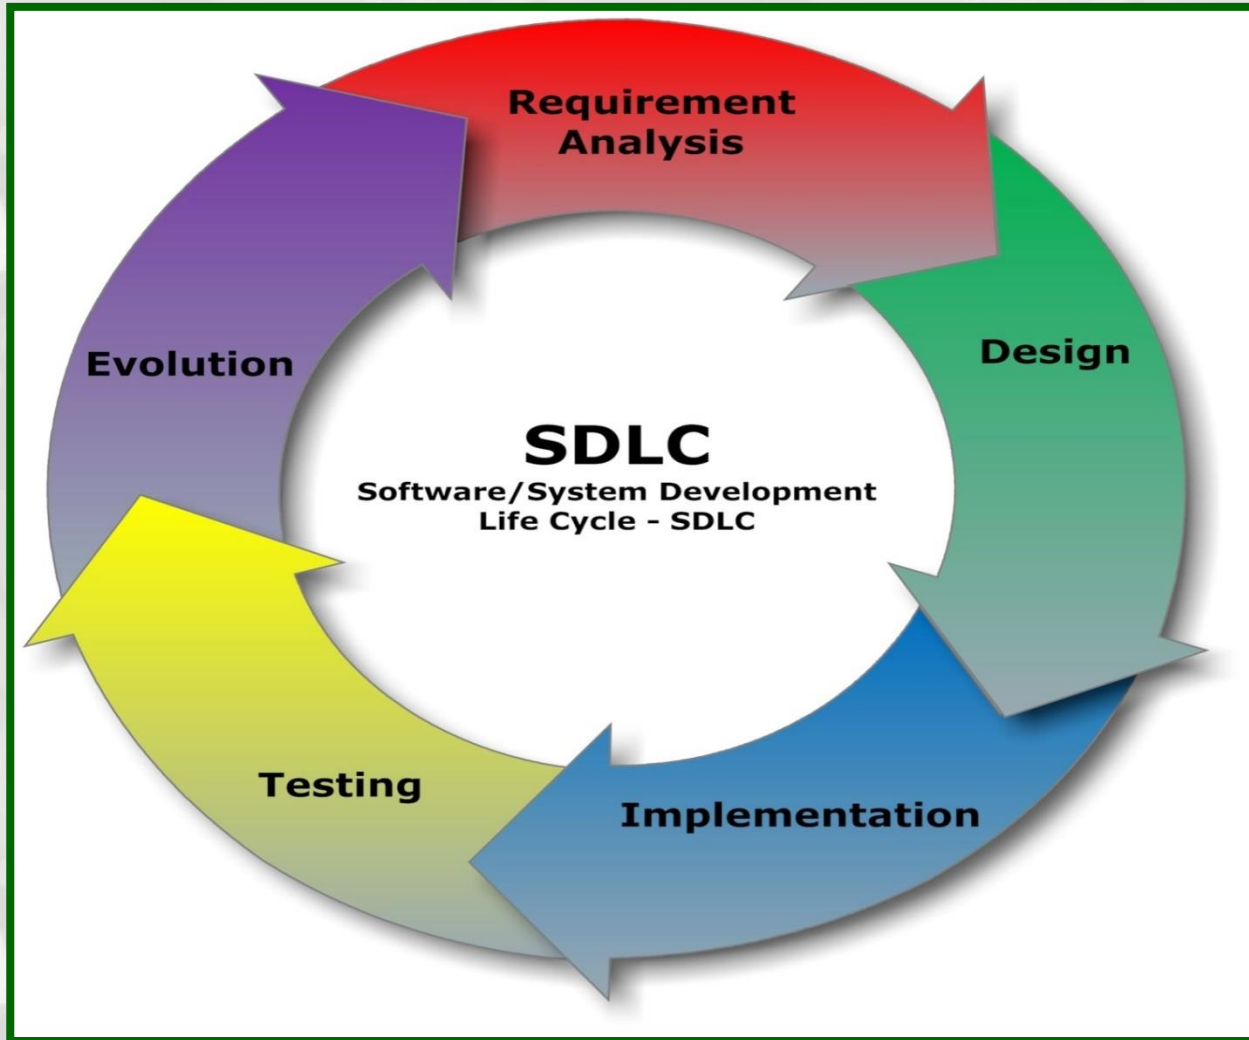 Requirement
Analysis
Design
Implementation
Testing
Evolution
SDLC
Software/System Development
Life Cycle - SDLC